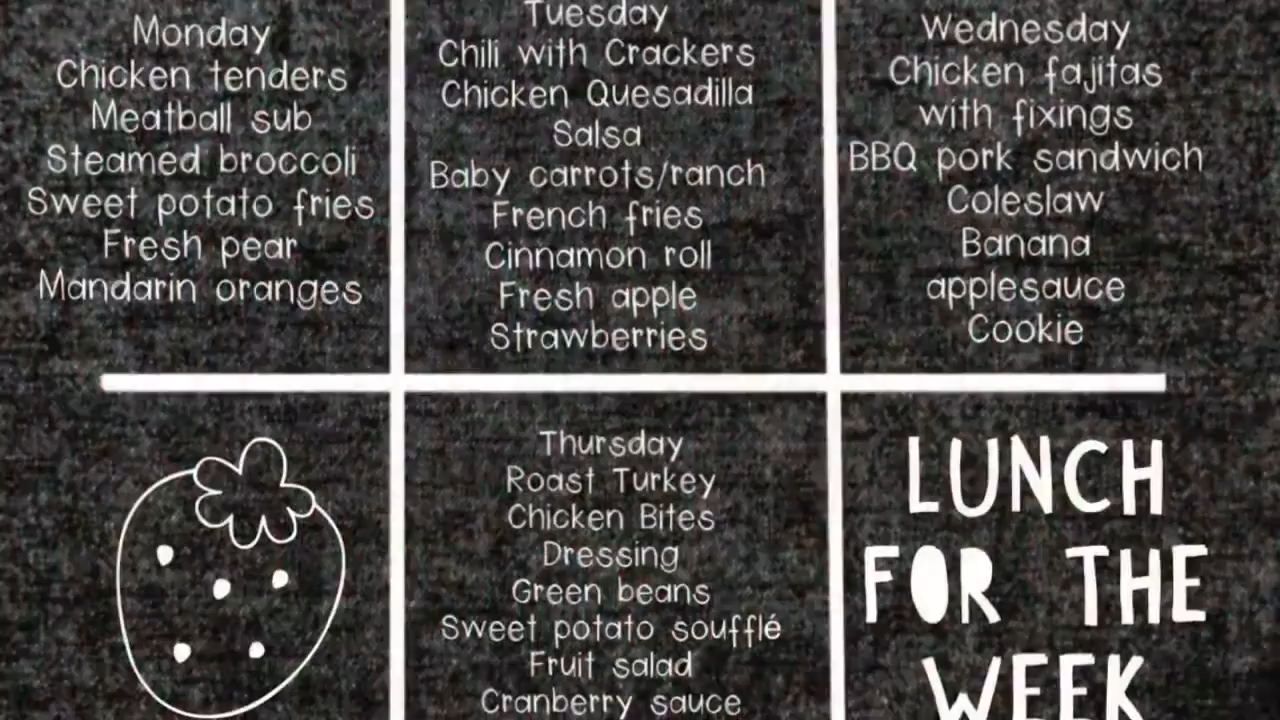 Monday
Chicken tenders
Meatball sub
Steamed broccoli
Sweet potato fries
Fresh pear
Mandarin oranges
Tuesday
Chili with Crackers
Chicken Quesadilla
Salsa
Baby carrots/ranch
French fries
Cinnamon roll
Fresh apple
Strawberries
Wednesday
Chicken fajitas
with fixings
BBQ pork sandwich
Coleslaw
Banana
applesauce
Cookie
Thursday
Roast Turkey
Chicken Bites
Dressing
Green beans
Sweet potato soufflé
Fruit salad
Cranberry sauce
LUNCH
FOR THE
WEEK